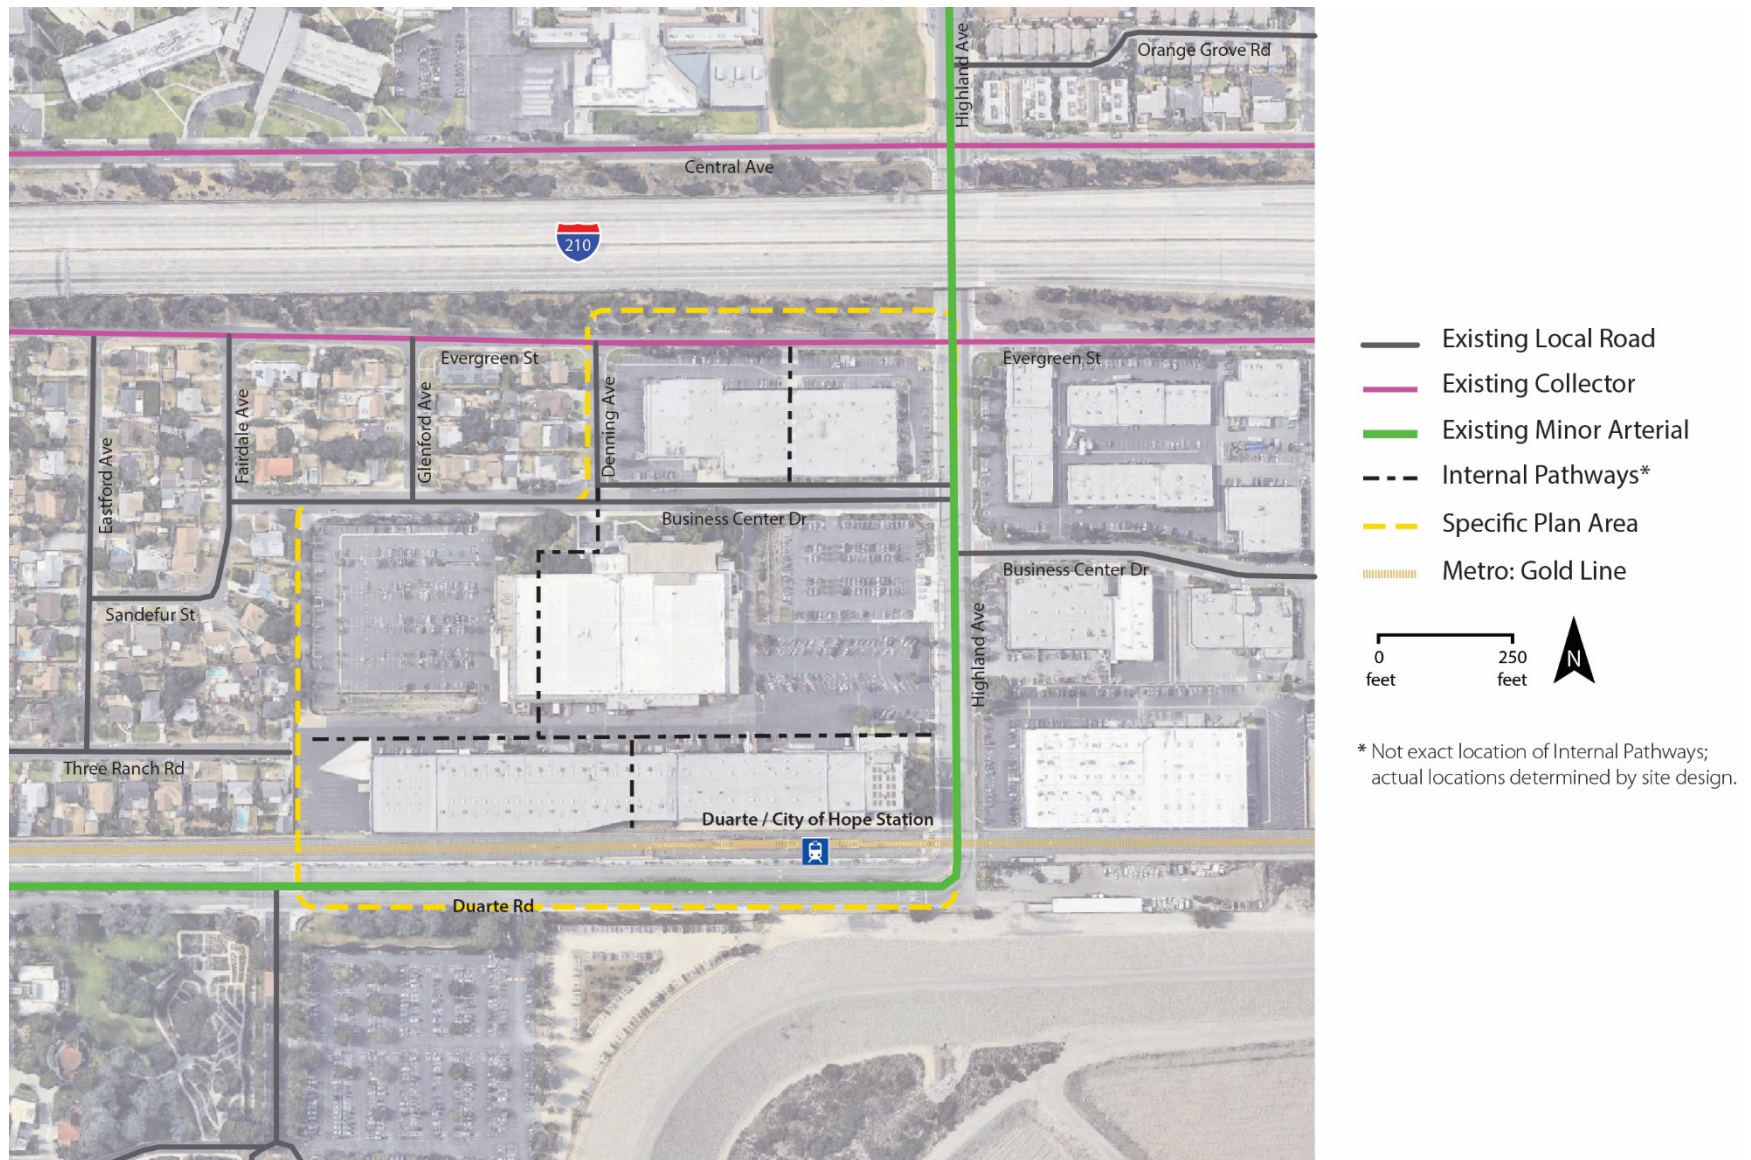 Orange Grove Rd
Highland Ave
Central Ave
210
Evergreen St
Evergreen St
Eastford Ave
Fairdale Ave
Glenford Ave
Denning Ave
Business Center Dr
Business Center Dr
Sandefur St
Highland Ave
Three Ranch Rd
Duarte / City of Hope Station
Duarte Rd
Existing Local Road
Existing Collector
Existing Minor Arterial
Internal Pathways*
Specific Plan Area
Metro: Gold Line
0
feet
250
feet
N
* Not exact location of Internal Pathways;
actual locations determined by site design.